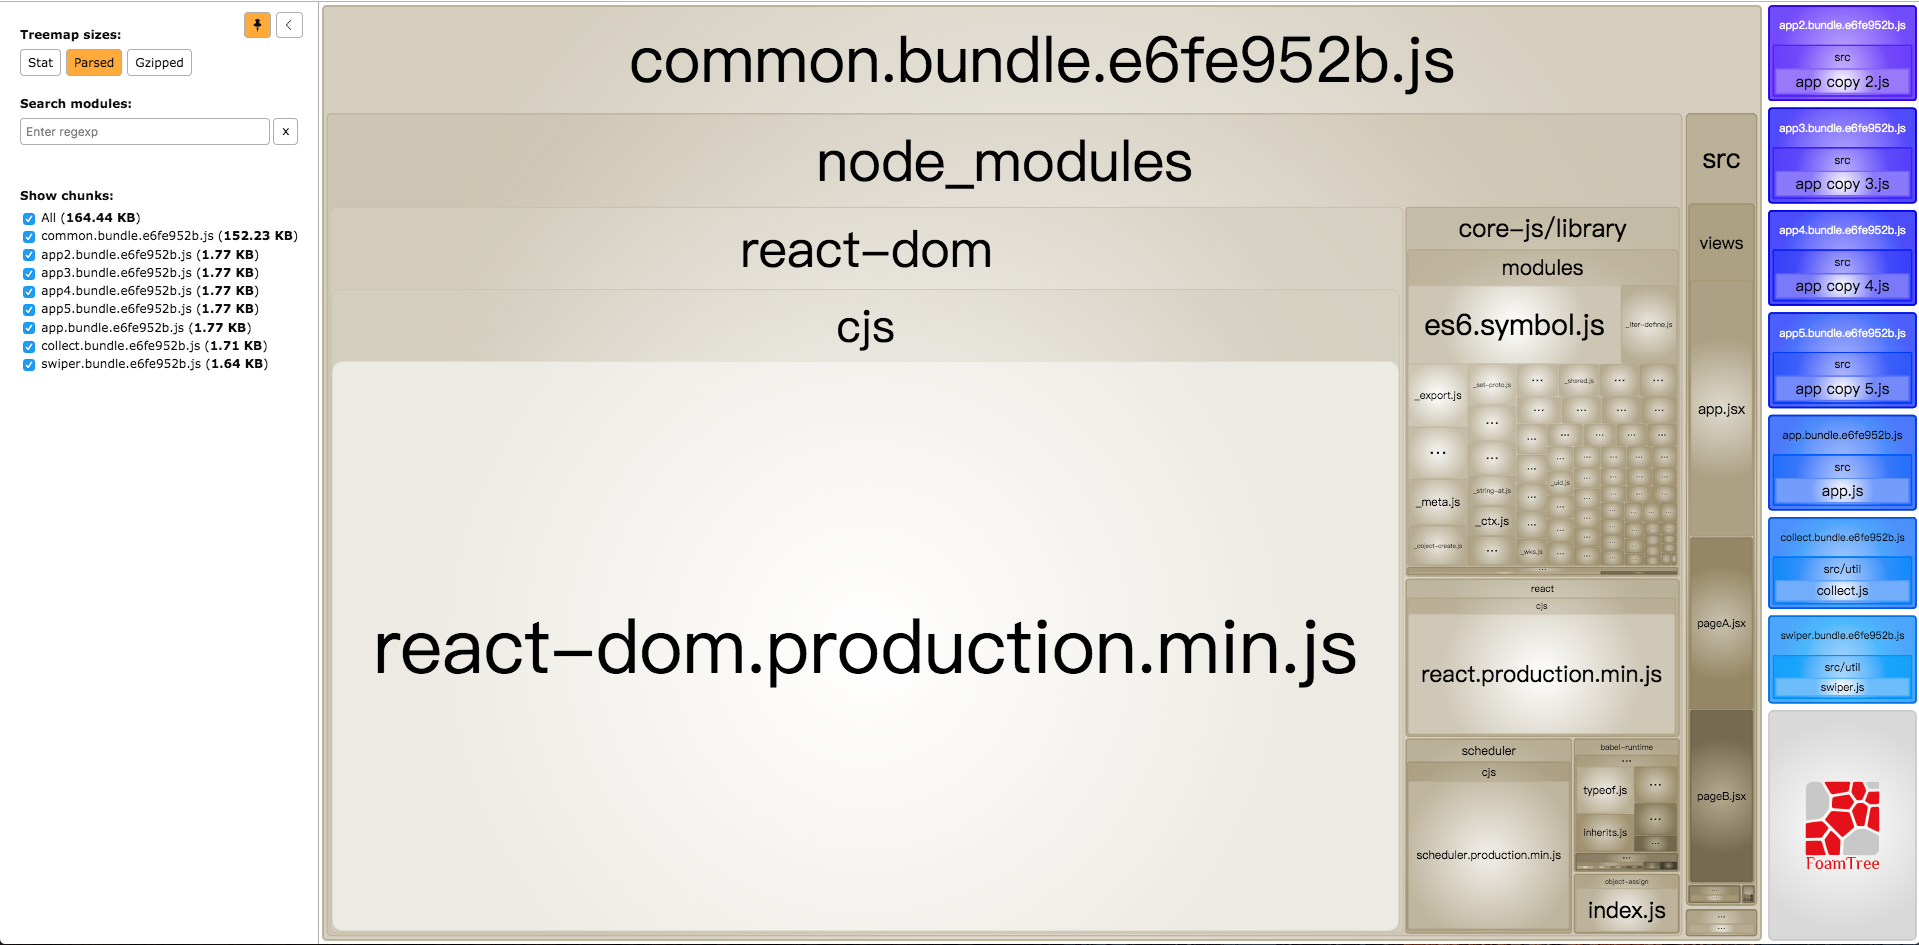 Treemap sizes:
Stat
Parsed
Gzipped
Search modules:
Enter regexp
x
Show chunks:
All (164.44 KB)
common.bundle.e6fe952b.js (152.23 KB)
app2.bundle.e6fe952b.js (1.77 KB)
app3.bundle.e6fe952b.js (1.77 KB)
app4.bundle.e6fe952b.js (1.77 KB)
app5.bundle.e6fe952b.js (1.77 KB)
app.bundle.e6fe952b.js (1.77 KB)
collect.bundle.e6fe952b.js (1.71 KB)
swiper.bundle.e6fe952b.js (1.64 KB)
common.bundle.e6fe952b.js
node_modules
react-dom
cjs
react-dom.production.min.js
core-js/library
modules
es6.symbol.js
_iter-define.js
_export.js
_set-proto.js
...
_shared.js
...
...
...
_meta.js
_string-at.js
_uid.js
_ctx.js
_object-create.js
...
_wks.js
...
react
cjs
react.production.min.js
scheduler
cjs
scheduler.production.min.js
babel-runtime
...
typeof.js
...
inherits.js
...
...
...
object-assign
index.js
src
views
app.jsx
pageA.jsx
pageB.jsx
...
...
...
app2.bundle.e6fe952b.js
src
app copy 2.js
app3.bundle.e6fe952b.js
src
app copy 3.js
app4.bundle.e6fe952b.js
src
app copy 4.js
app5.bundle.e6fe952b.js
src
app copy 5.js
app.bundle.e6fe952b.js
src
app.js
collect.bundle.e6fe952b.js
src/util
collect.js
swiper.bundle.e6fe952b.js
src/util
swiper.js
FoamTree